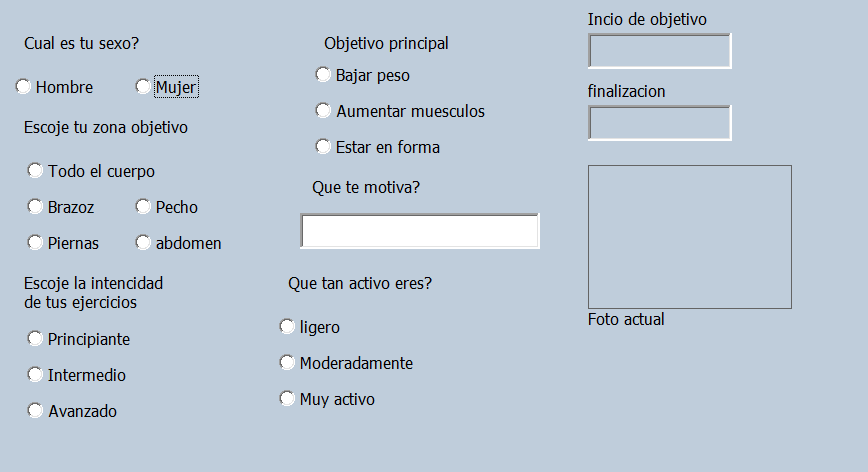 Cual es tu sexo?
Hombre
Mujer
Escoje tu zona objetivo
Todo el cuerpo
Brazoz
Pecho
Piernas
abdomen
Escoje la intencidad
de tus ejercicios
Principiante
Intermedio
Avanzado
Objetivo principal
Bajar peso
Aumentar muesculos
Estar en forma
Que te motiva?
Que tan activo eres?
ligero
Moderadamente
Muy activo
Incio de objetivo
finalizacion
Foto actual